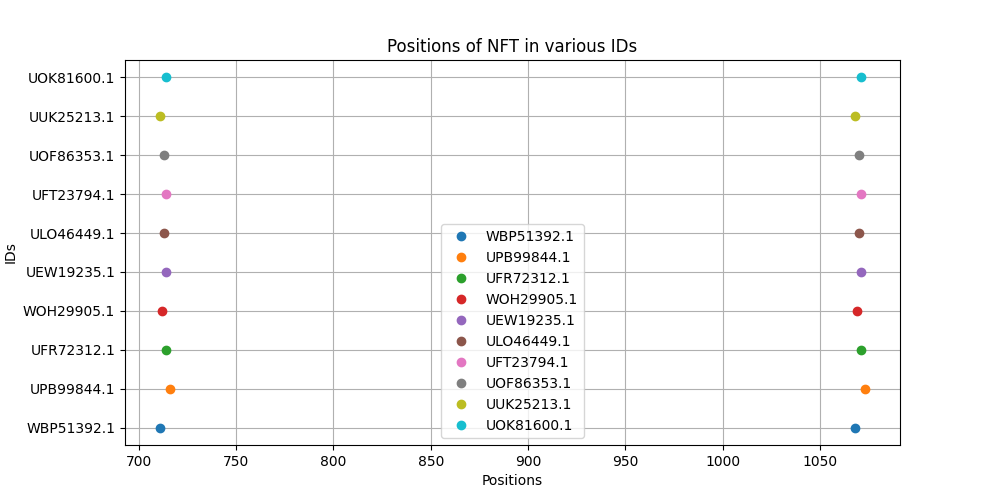 Positions of NFT in various IDs
IDs
UOK81600.1
UUK25213.1
UOF86353.1
UFT23794.1
ULO46449.1
UEW19235.1
WOH29905.1
UFR72312.1
UPB99844.1
WBP51392.1
WBP51392.1
UPB99844.1
UFR72312.1
WOH29905.1
UEW19235.1
ULO46449.1
UFT23794.1
UOF86353.1
UUK25213.1
UOK81600.1
700 750 800 850 900 950 1000 1050
Positions